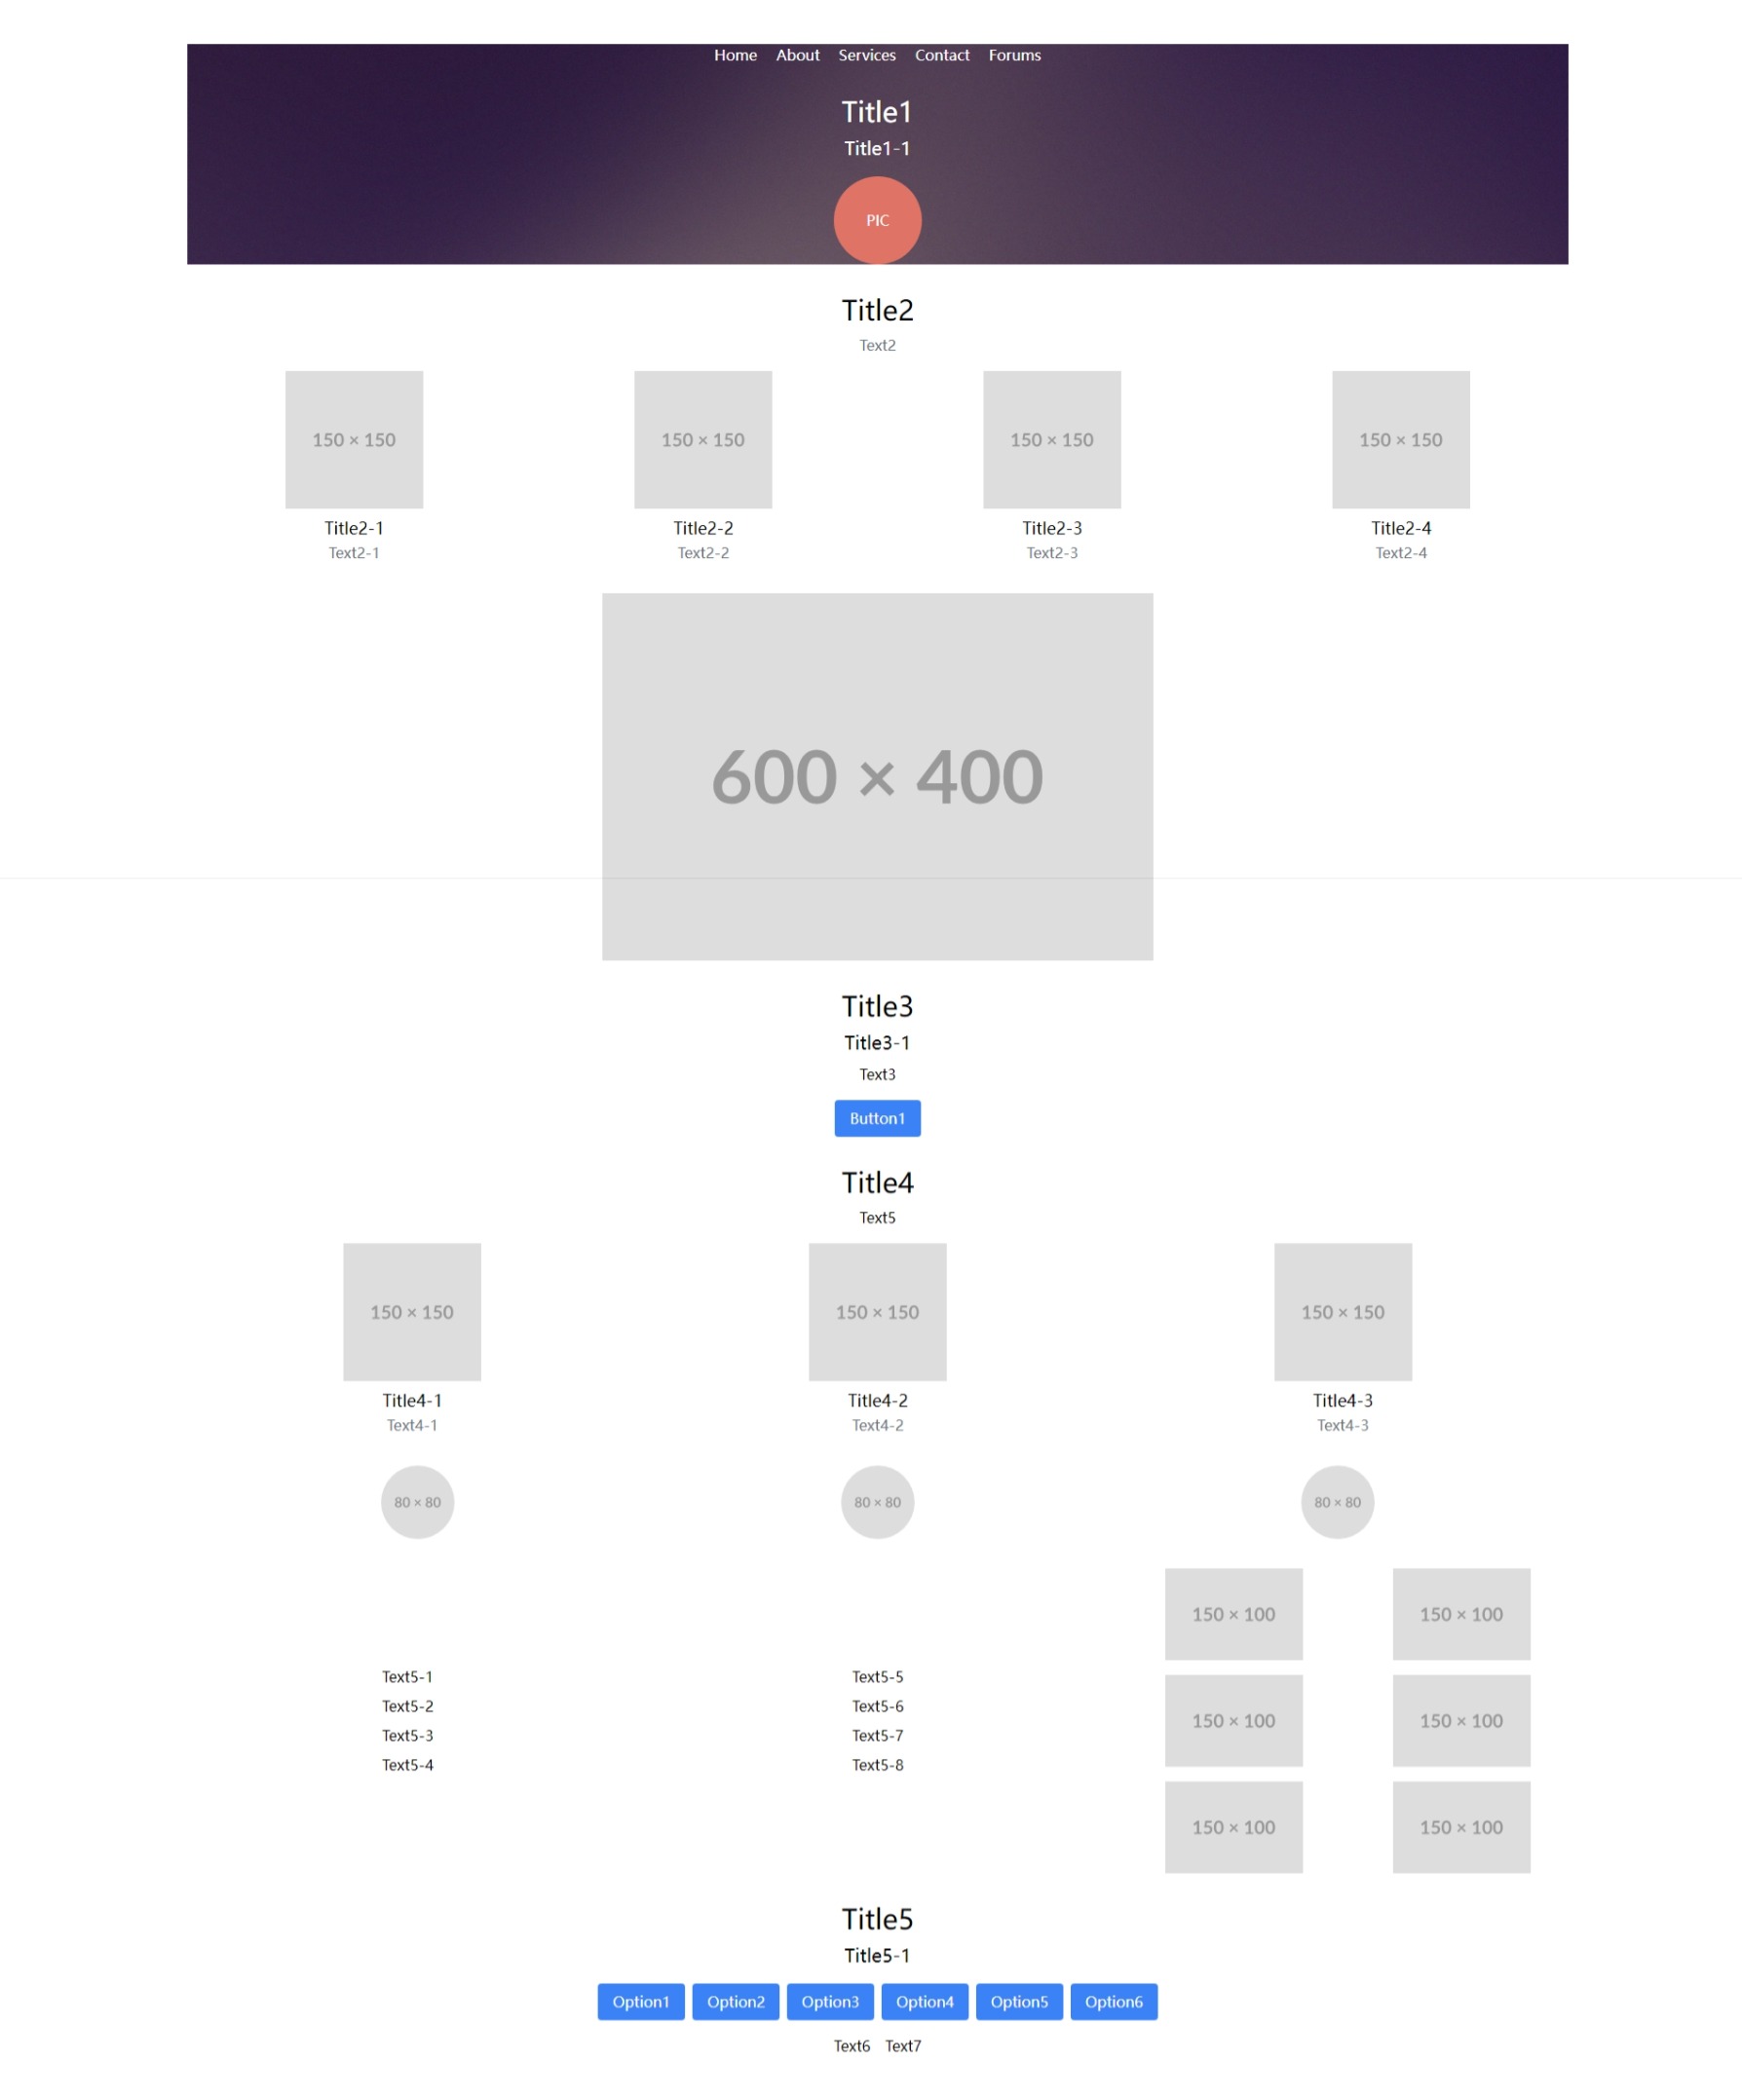 Home About Services Contact Forums
Title1
Title1-1
PIC
Title2
Text2
150 × 150 150 × 150 150 × 150 150 × 150
Title2-1 Title2-2 Title2-3 Title2-4
Text2-1 Text2-2 Text2-3 Text2-4
600 × 400
Title3
Title3-1
Text3
Button1
Title4
Text5
150 × 150 150 × 150 150 × 150
Title4-1 Title4-2 Title4-3
Text4-1 Text4-2 Text4-3
80 × 80 80 × 80 80 × 80
Text5-1
Text5-2
Text5-3
Text5-4
Text5-5
Text5-6
Text5-7
Text5-8
150 × 100 150 × 100
150 × 100 150 × 100
150 × 100 150 × 100
Title5
Title5-1
Option1 Option2 Option3 Option4 Option5 Option6
Text6 Text7